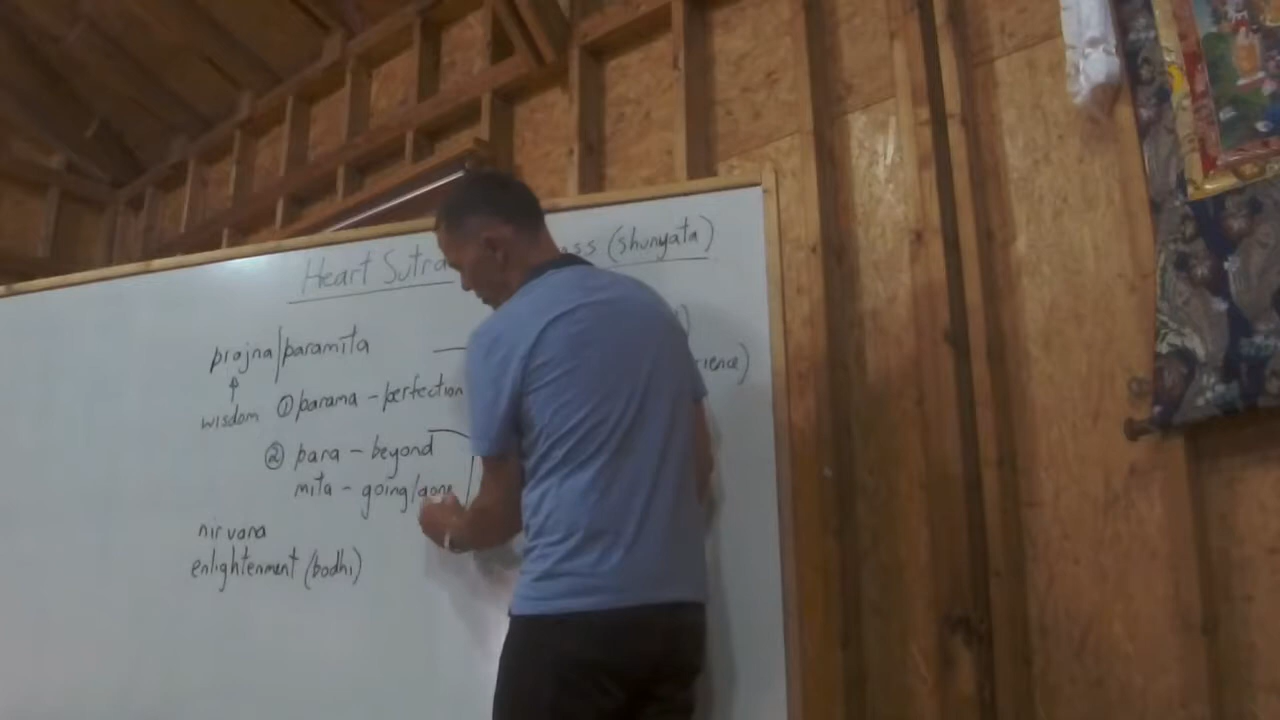 Heart Sutra ss (shunyata)
prajna/paramita
rience)
wisdom ① parama - perfection
② para - beyond
mita - going/gone
nirvana
enlightenment (bodhi)